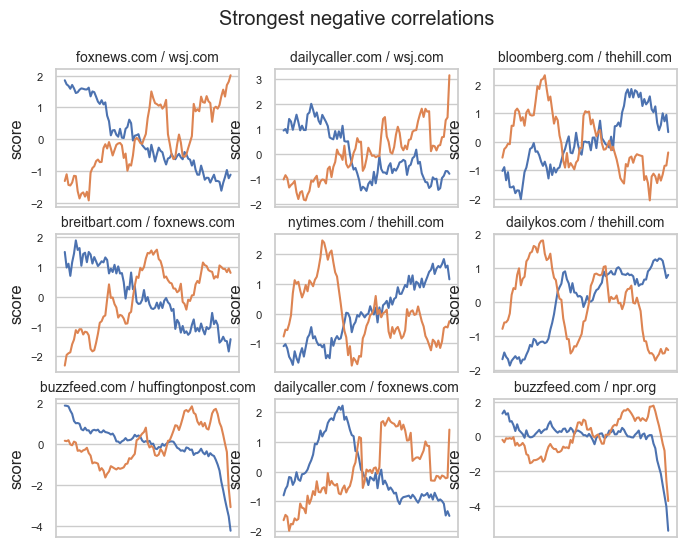 Strongest negative correlations
foxnews.com / wsj.com
dailycaller.com / wsj.com
bloomberg.com / thehill.com
score
2
1
0
−1
−2
score
3
2
1
0
−1
−2
score
2
1
0
−1
−2
breitbart.com / foxnews.com
nytimes.com / thehill.com
dailykos.com / thehill.com
score
2
1
0
−1
−2
score
2
1
0
−1
score
2
1
0
−1
−2
buzzfeed.com / huffingtonpost.com
dailycaller.com / foxnews.com
buzzfeed.com / npr.org
score
2
0
−2
−4
score
2
1
0
−1
−2
score
2
0
−2
−4